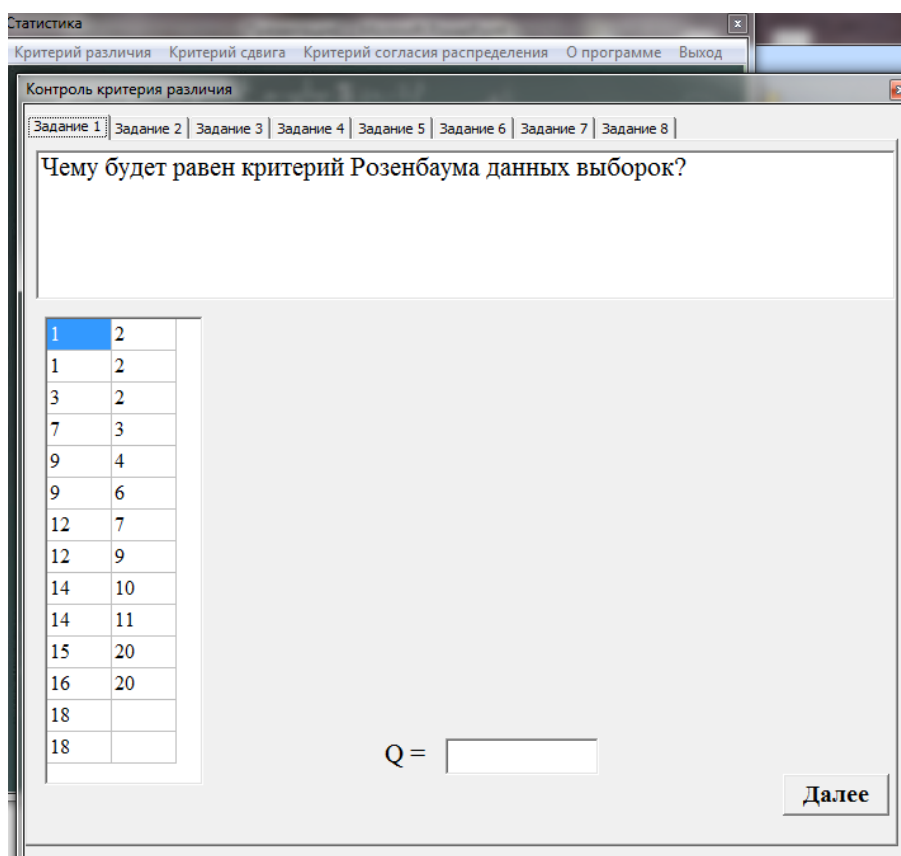 Статистика
Критерий различия Критерий сдвига Критерий согласия распределения О программе Выход
Контроль критерия различия
Задание 1 Задание 2 Задание 3 Задание 4 Задание 5 Задание 6 Задание 7 Задание 8
Чему будет равен критерий Розенбаума данных выборок?
1 2
1 2
3 2
7 3
9 4
9 6
12 7
12 9
14 10
14 11
15 20
16 20
18
18
Q =
Далее